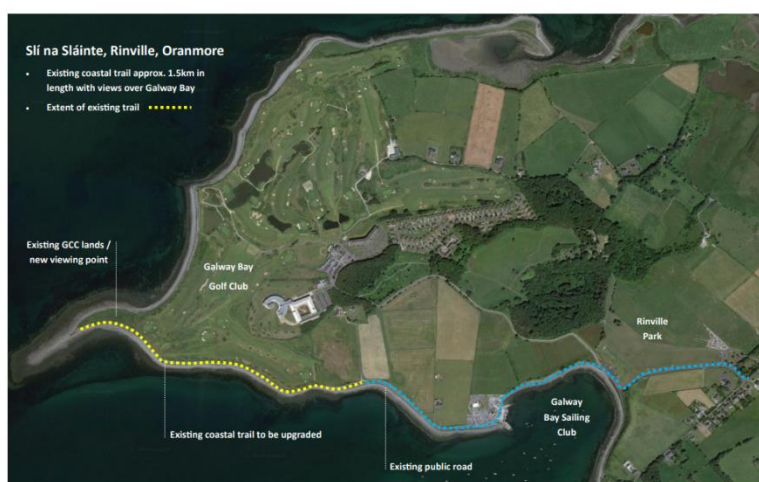 Slí na Sláinte, Rinville, Oranmore
• Existing coastal trail approx. 1.5km in
length with views over Galway Bay
• Extent of existing trail
Existing GCC lands /
new viewing point
Galway Bay
Golf Club
Rinville
Park
Galway
Bay Sailing
Club
Existing coastal trail to be upgraded
Existing public road